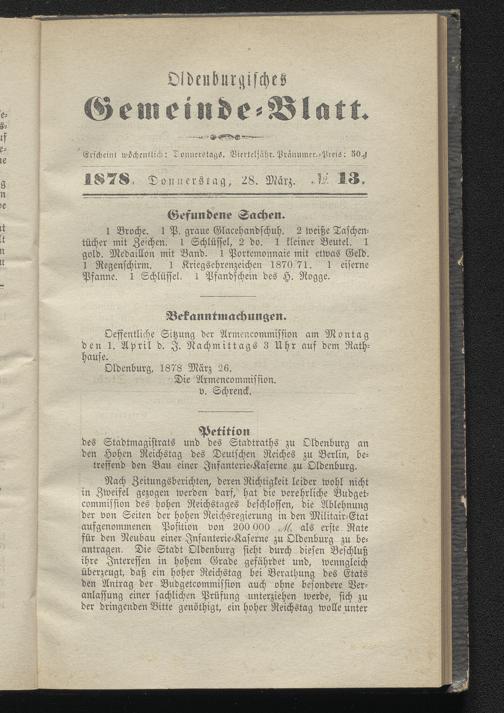 Oldenburgisches
Gemeinde-Blatt.
Erscheint wöchentlich: Donnerstags. Vierteljähr. Pränumer.-Preis: 50 ₰
1878. Donnerstag, 28. März. № 13.
Gefundene Sachen.
1 Broche. 1 P. graue Glacehandschuh. 2 weiße Taschen-
tücher mit Zeichen. 1 Schlüssel, 2 do. 1 kleiner Beutel. 1
gold. Medaillon mit Band. 1 Portemonnaie mit etwas Geld.
1 Regenschirm. 1 Kriegsehrenzeichen 1870 71. 1 eiserne
Pfanne. 1 Schlüssel. 1 Pfandschein des H. Rogge.
Bekanntmachungen.
Oeffentliche Sitzung der Armencommission am Montag
den 1. April d. J. Nachmittags 3 Uhr auf dem Rath-
hause.
Oldenburg, 1878 März 26.
Die Armencommission.
v. Schrenck.
Petition
des Stadtmagistrats und des Stadtraths zu Oldenburg an
den Hohen Reichstag des Deutschen Reiches zu Berlin, be-
treffend den Bau einer Infanterie-Kaserne zu Oldenburg.
Nach Zeitungsberichten, deren Richtigkeit leider wohl nicht
in Zweifel gezogen werden darf, hat die verehrliche Budget-
commission des hohen Reichstages beschlossen, die Ablehnung
der von Seiten der hohen Reichsregierung in den Militair-Etat
aufgenommenen Position von 200 000 ℳ. als erste Rate
für den Neubau einer Infanterie-Kaserne zu Oldenburg zu be-
antragen. Die Stadt Oldenburg sieht durch diesen Beschluß
ihre Interessen in hohem Grade gefährdet und, wenngleich
überzeugt, daß ein hoher Reichstag bei Berathung des Etats
den Antrag der Budgetcommission auch ohne besondere Ver-
anlassung einer sachlichen Prüfung unterziehen werde, sich zu
der dringenden Bitte genöthigt, ein hoher Reichstag wolle unter